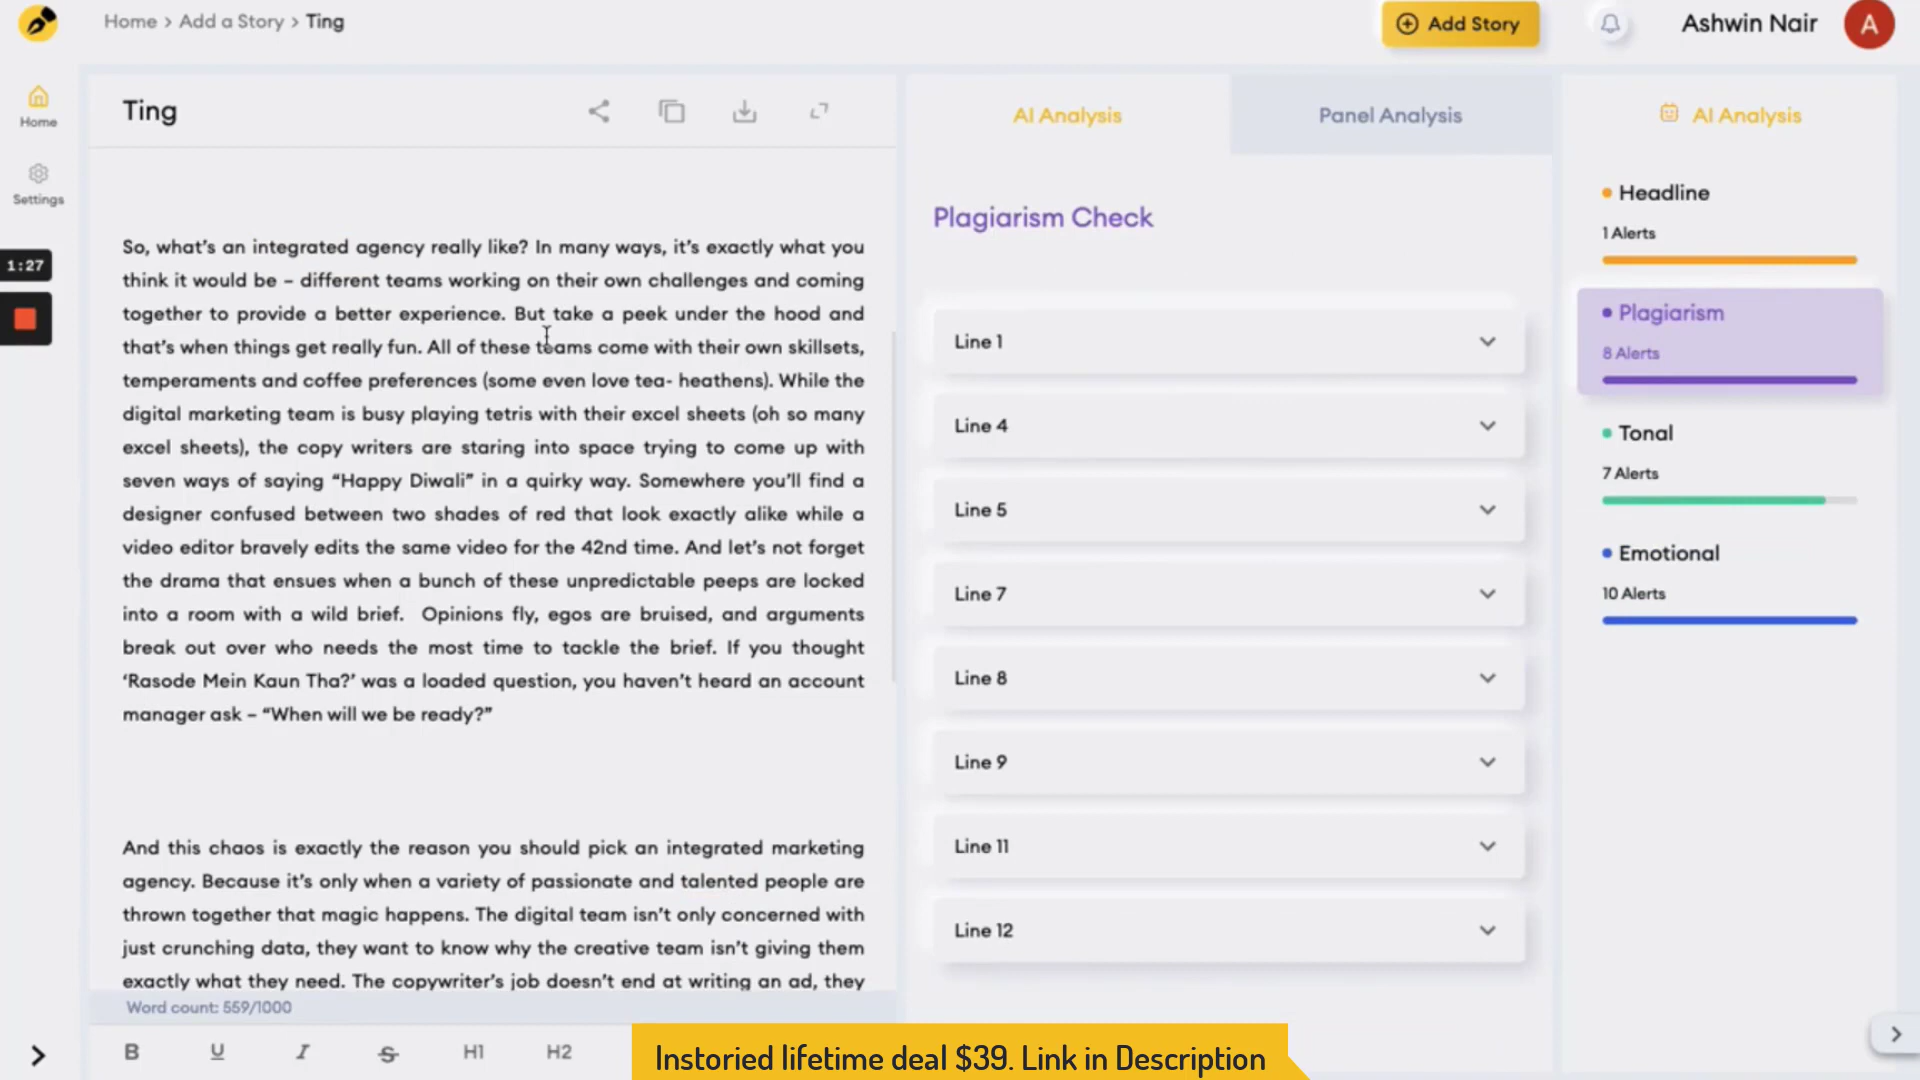 Home > Add a Story > Ting
Add Story
Ashwin Nair
A
Home
Settings
1:27
Ting
So, what's an integrated agency really like? In many ways, it's exactly what you
think it would be – different teams working on their own challenges and coming
together to provide a better experience. But take a peek under the hood and
that's when things get really fun. All of these teams come with their own skillsets,
temperaments and coffee preferences (some even love tea- heathens). While the
digital marketing team is busy playing tetris with their excel sheets (oh so many
excel sheets), the copy writers are staring into space trying to come up with
seven ways of saying “Happy Diwali” in a quirky way. Somewhere you'll find a
designer confused between two shades of red that look exactly alike while a
video editor bravely edits the same video for the 42nd time. And let's not forget
the drama that ensues when a bunch of these unpredictable peeps are locked
into a room with a wild brief.  Opinions fly, egos are bruised, and arguments
break out over who needs the most time to tackle the brief. If you thought
‘Rasode Mein Kaun Tha?’ was a loaded question, you haven't heard an account
manager ask – “When will we be ready?”
And this chaos is exactly the reason you should pick an integrated marketing
agency. Because it's only when a variety of passionate and talented people are
thrown together that magic happens. The digital team isn't only concerned with
just crunching data, they want to know why the creative team isn't giving them
exactly what they need. The copywriter's job doesn't end at writing an ad, they
Word count: 559/1000
B U I S H1 H2
AI Analysis
Panel Analysis
Plagiarism Check
Line 1
Line 4
Line 5
Line 7
Line 8
Line 9
Line 11
Line 12
AI Analysis
Headline
1 Alerts
Plagiarism
8 Alerts
Tonal
7 Alerts
Emotional
10 Alerts
Instoried lifetime deal $39. Link in Description